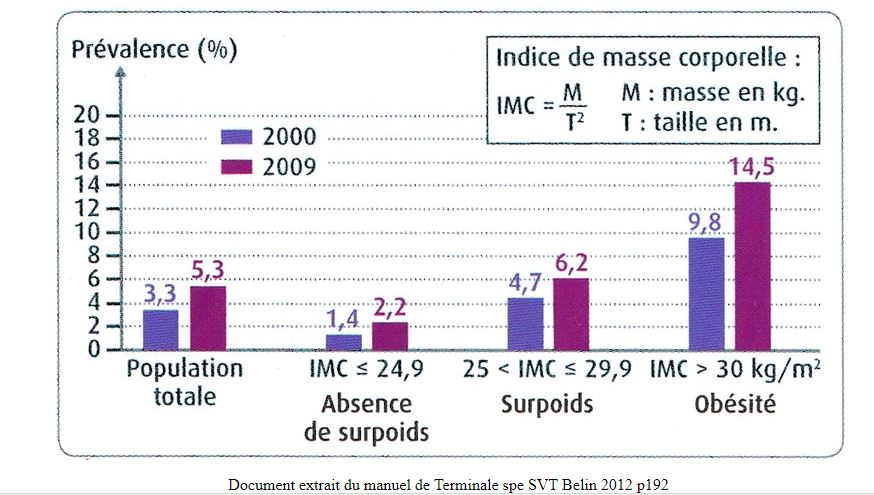 Prévalence (%)
Indice de masse corporelle :
IMC = M / T²
M : masse en kg.
T : taille en m.
20
18
16
14
12
10
8
6
4
2
0
2000
2009
3,3
5,3
1,4
2,2
4,7
6,2
9,8
14,5
Population
totale
IMC ≤ 24,9
Absence
de surpoids
25 < IMC ≤ 29,9
Surpoids
IMC > 30 kg/m²
Obésité
Document extrait du manuel de Terminale spe SVT Belin 2012 p192